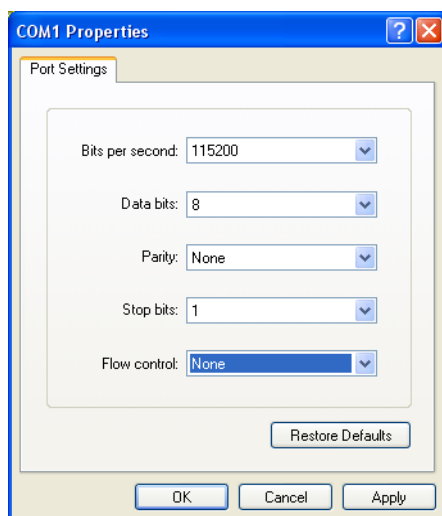 COM1 Properties
Port Settings
Bits per second: 115200
Data bits: 8
Parity: None
Stop bits: 1
Flow control: None
Restore Defaults
OK Cancel Apply